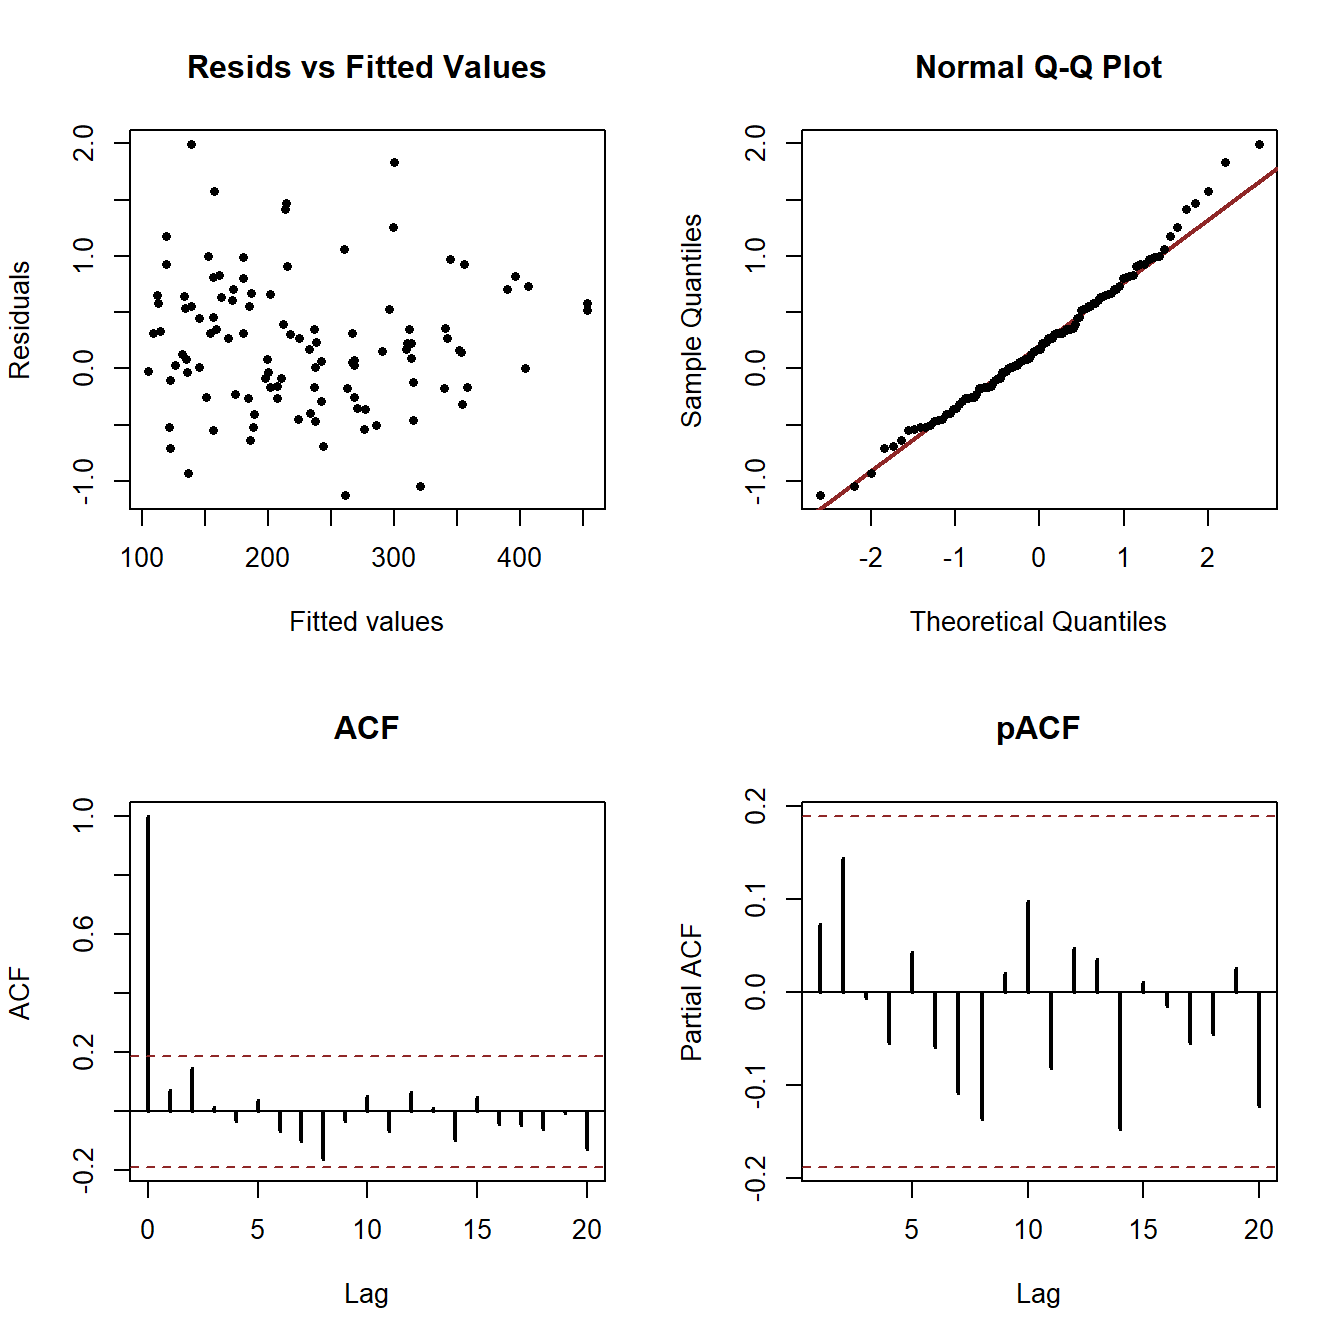 Resids vs Fitted Values
Residuals
2.0
1.0
0.0
-1.0
100 200 300 400
Fitted values
Normal Q-Q Plot
Sample Quantiles
2.0
1.0
0.0
-1.0
-2 -1 0 1 2
Theoretical Quantiles
ACF
ACF
1.0
0.6
0.2
-0.2
0 5 10 15 20
Lag
pACF
Partial ACF
0.2
0.1
0.0
-0.1
-0.2
5 10 15 20
Lag